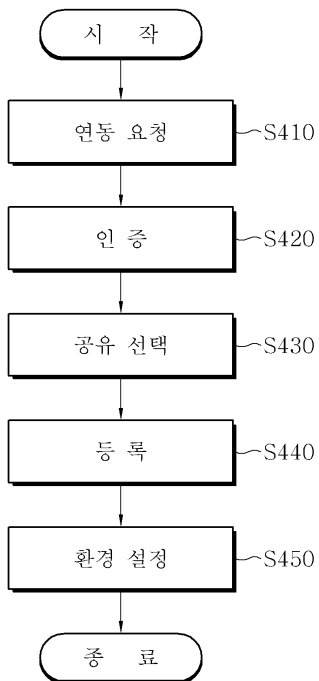 시 작
연동 요청 S410
인 증 S420
공유 선택 S430
등 록 S440
환경 설정 S450
종 료